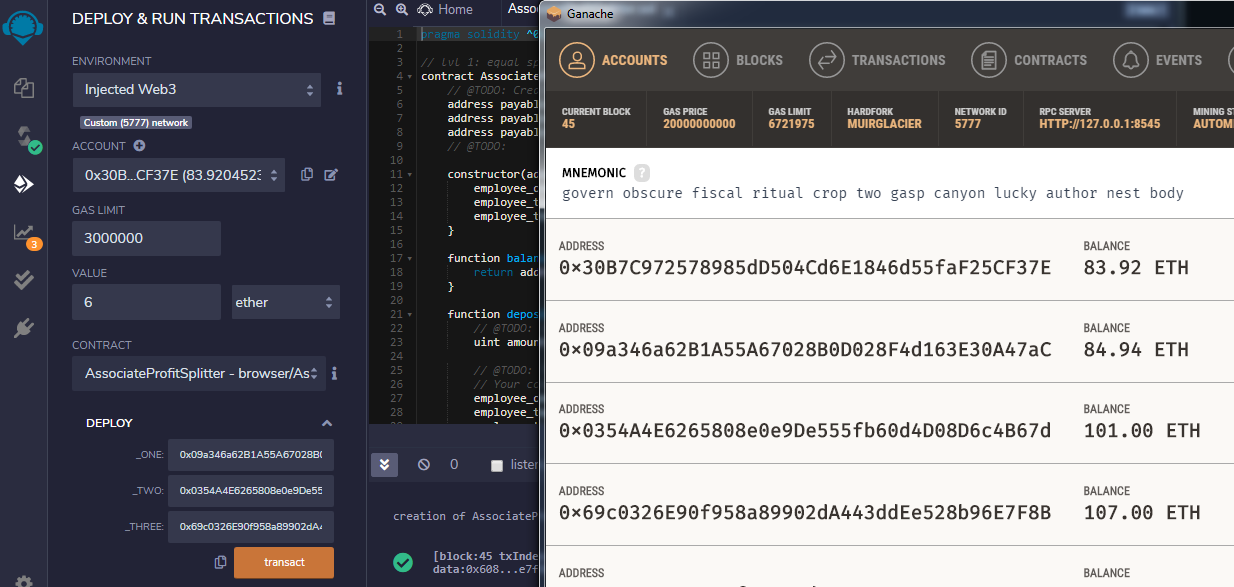 DEPLOY & RUN TRANSACTIONS
ENVIRONMENT
Injected Web3
Custom (5777) network
ACCOUNT
0x30B...CF37E (83.9204523
GAS LIMIT
3000000
VALUE
6
ether
CONTRACT
AssociateProfitSplitter - browser/As
DEPLOY
_ONE: 0x09a346a62B1A55A67028B(
_TWO: 0x0354A4E6265808e0e9De55
_THREE: 0x69c0326E90f958a89902dA4
transact
3
Home
Asso
1 pragma solidity ^0
2
3 // lvl 1: equal sp
4 contract Associate
5 // @TODO: Crea
6 address payabl
7 address payabl
8 address payabl
9 // @TODO:
10
11 constructor(ad
12 employee_o
13 employee_t
14 employee_t
15 }
16
17 function balan
18 return add
19 }
20
21 function depos
22 // @TODO:
23 uint amoun
24
25 // @TODO:
26 // Your co
27 employee_o
28 employee_t
0
listen
creation of AssociateP
[block:45 txInde
data:0x608...e7f
Ganache
ACCOUNTS
BLOCKS
TRANSACTIONS
CONTRACTS
EVENTS
CURRENT BLOCK
45
GAS PRICE
20000000000
GAS LIMIT
6721975
HARDFORK
MUIRGLACIER
NETWORK ID
5777
RPC SERVER
HTTP://127.0.0.1:8545
MINING S
AUTOM
MNEMONIC ?
govern obscure fiscal ritual crop two gasp canyon lucky author nest body
ADDRESS
0×30B7C972578985dD504Cd6E1846d55faF25CF37E
BALANCE
83.92 ETH
ADDRESS
0×09a346a62B1A55A67028B0D028F4d163E30A47aC
BALANCE
84.94 ETH
ADDRESS
0×0354A4E6265808e0e9De555fb60d4D08D6c4B67d
BALANCE
101.00 ETH
ADDRESS
0×69c0326E90f958a89902dA443ddEe528b96E7F8B
BALANCE
107.00 ETH
ADDRESS
BALANCE